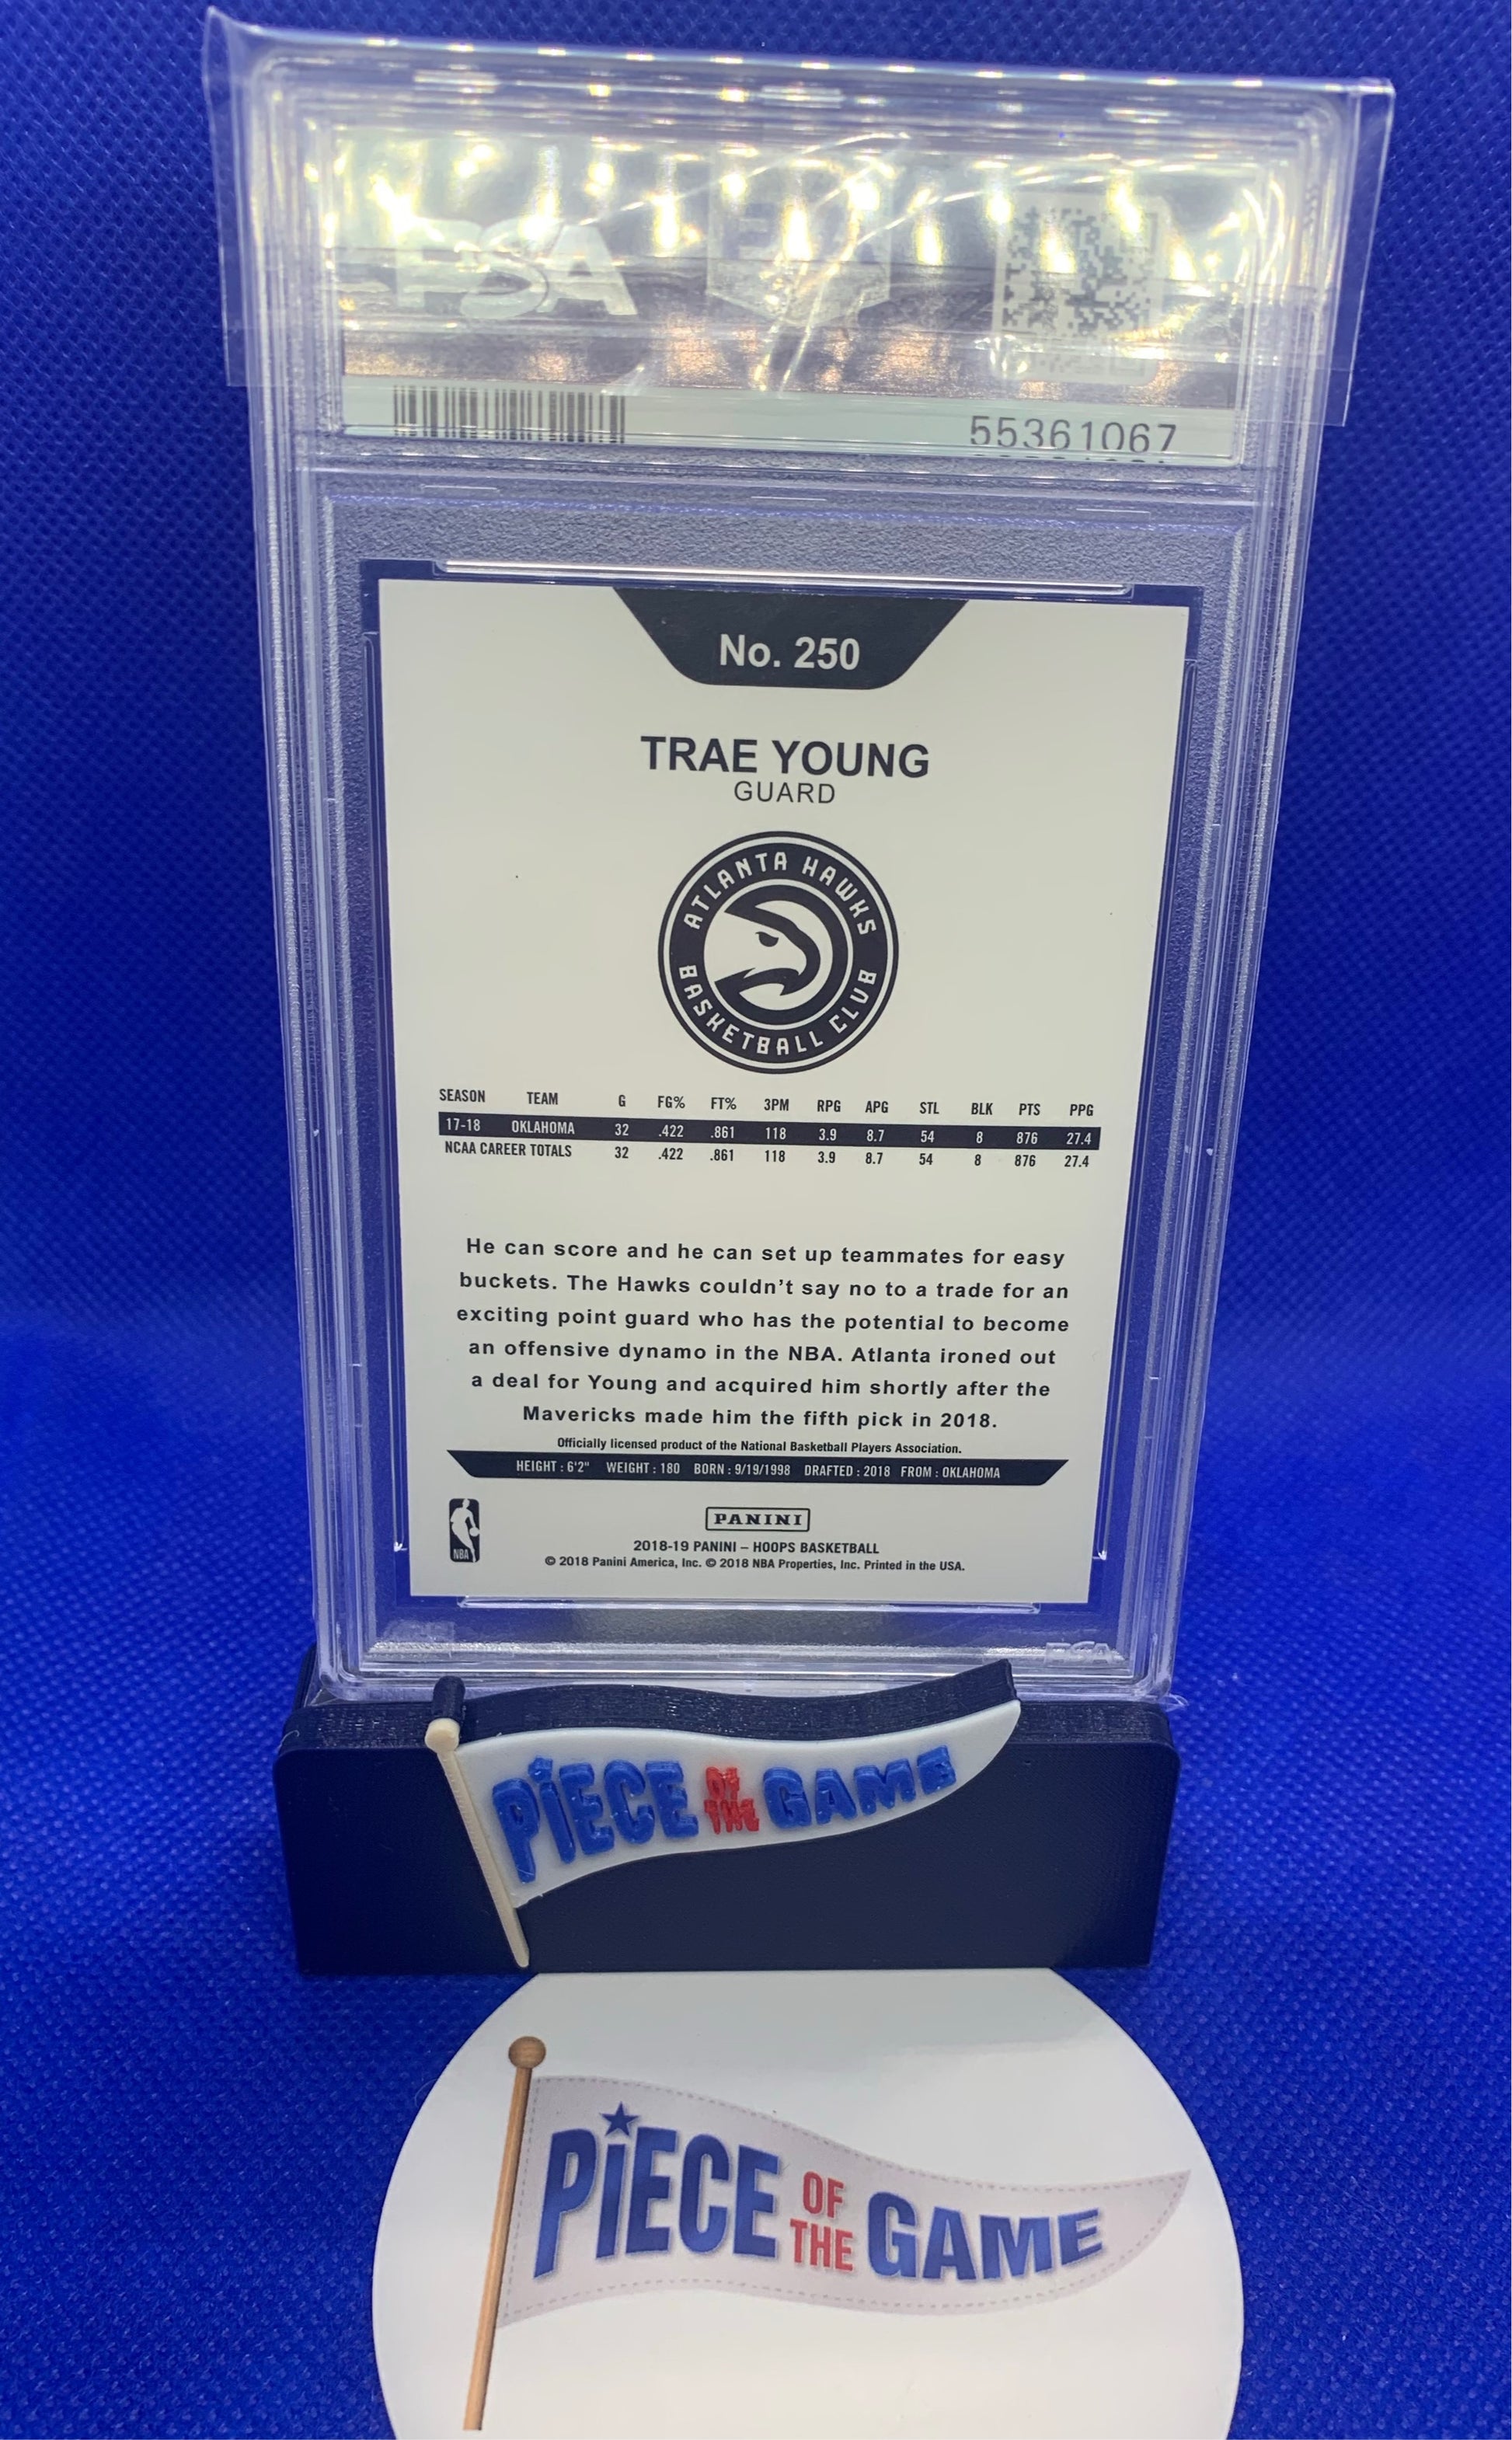 PSA
55361067
No. 250
TRAE YOUNG
GUARD
ATLANTA HAWKS
BASKETBALL CLUB
SEASON TEAM G FG% FT% 3PM RPG APG STL BLK PTS PPG
17-18 OKLAHOMA 32 .422 .861 118 3.9 8.7 54 8 876 27.4
NCAA CAREER TOTALS 32 .422 .861 118 3.9 8.7 54 8 876 27.4
He can score and he can set up teammates for easy
buckets. The Hawks couldn't say no to a trade for an
exciting point guard who has the potential to become
an offensive dynamo in the NBA. Atlanta ironed out
a deal for Young and acquired him shortly after the
Mavericks made him the fifth pick in 2018.
Officially licensed product of the National Basketball Players Association.
HEIGHT : 6'2" WEIGHT : 180 BORN : 9/19/1998 DRAFTED : 2018 FROM : OKLAHOMA
NBA
PANINI
2018-19 PANINI – HOOPS BASKETBALL
© 2018 Panini America, Inc. © 2018 NBA Properties, Inc. Printed in the USA.
PSA
PiECE OF THE GAME
PiECE OF THE GAME